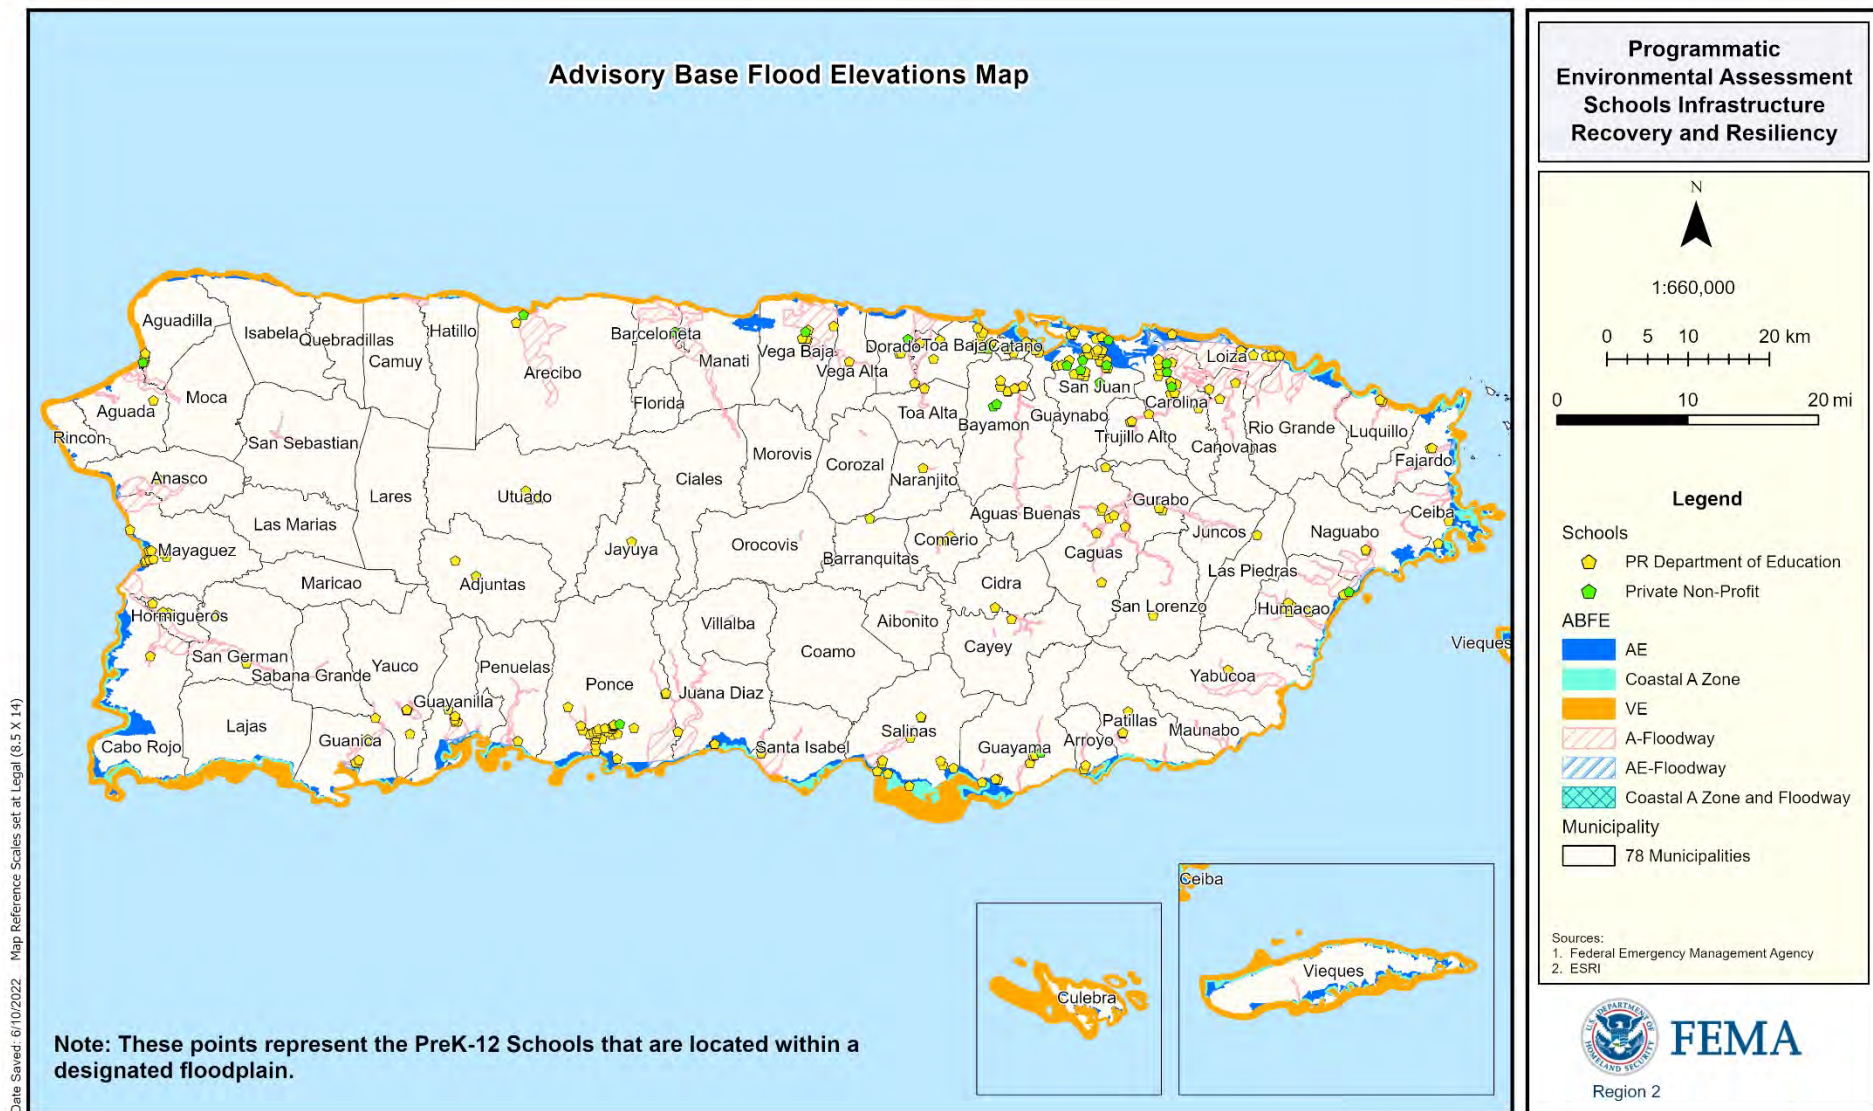 Advisory Base Flood Elevations Map
Aguadilla
Isabela
Quebradillas
Camuy
Hatillo
Arecibo
Barceloneta
Manati
Vega Baja
Vega Alta
Dorado
Toa Baja
Catano
San Juan
Loiza
Carolina
Moca
Aguada
Rincon
San Sebastian
Florida
Toa Alta
Bayamon
Guaynabo
Trujillo Alto
Canovanas
Rio Grande
Luquillo
Fajardo
Anasco
Lares
Utuado
Ciales
Morovis
Corozal
Naranjito
Aguas Buenas
Gurabo
Ceiba
Las Marias
Mayaguez
Jayuya
Orocovis
Barranquitas
Comerio
Caguas
Juncos
Naguabo
Maricao
Adjuntas
Cidra
Las Piedras
Hormigueros
Villalba
Aibonito
San Lorenzo
Humacao
San German
Sabana Grande
Yauco
Penuelas
Coamo
Cayey
Vieques
Guayanilla
Ponce
Juana Diaz
Yabucoa
Lajas
Cabo Rojo
Guanica
Santa Isabel
Salinas
Guayama
Arroyo
Patillas
Maunabo
Ceiba
Culebra
Vieques
Note: These points represent the PreK-12 Schools that are located within a
designated floodplain.
Date Saved: 6/10/2022 Map Reference Scales set at Legal (8.5 X 14)
Programmatic
Environmental Assessment
Schools Infrastructure
Recovery and Resiliency
N
1:660,000
0 5 10 20 km
0 10 20 mi
Legend
Schools
PR Department of Education
Private Non-Profit
ABFE
AE
Coastal A Zone
VE
A-Floodway
AE-Floodway
Coastal A Zone and Floodway
Municipality
78 Municipalities
Sources:
1. Federal Emergency Management Agency
2. ESRI
U.S. DEPARTMENT OF
HOMELAND SECURITY
FEMA
Region 2